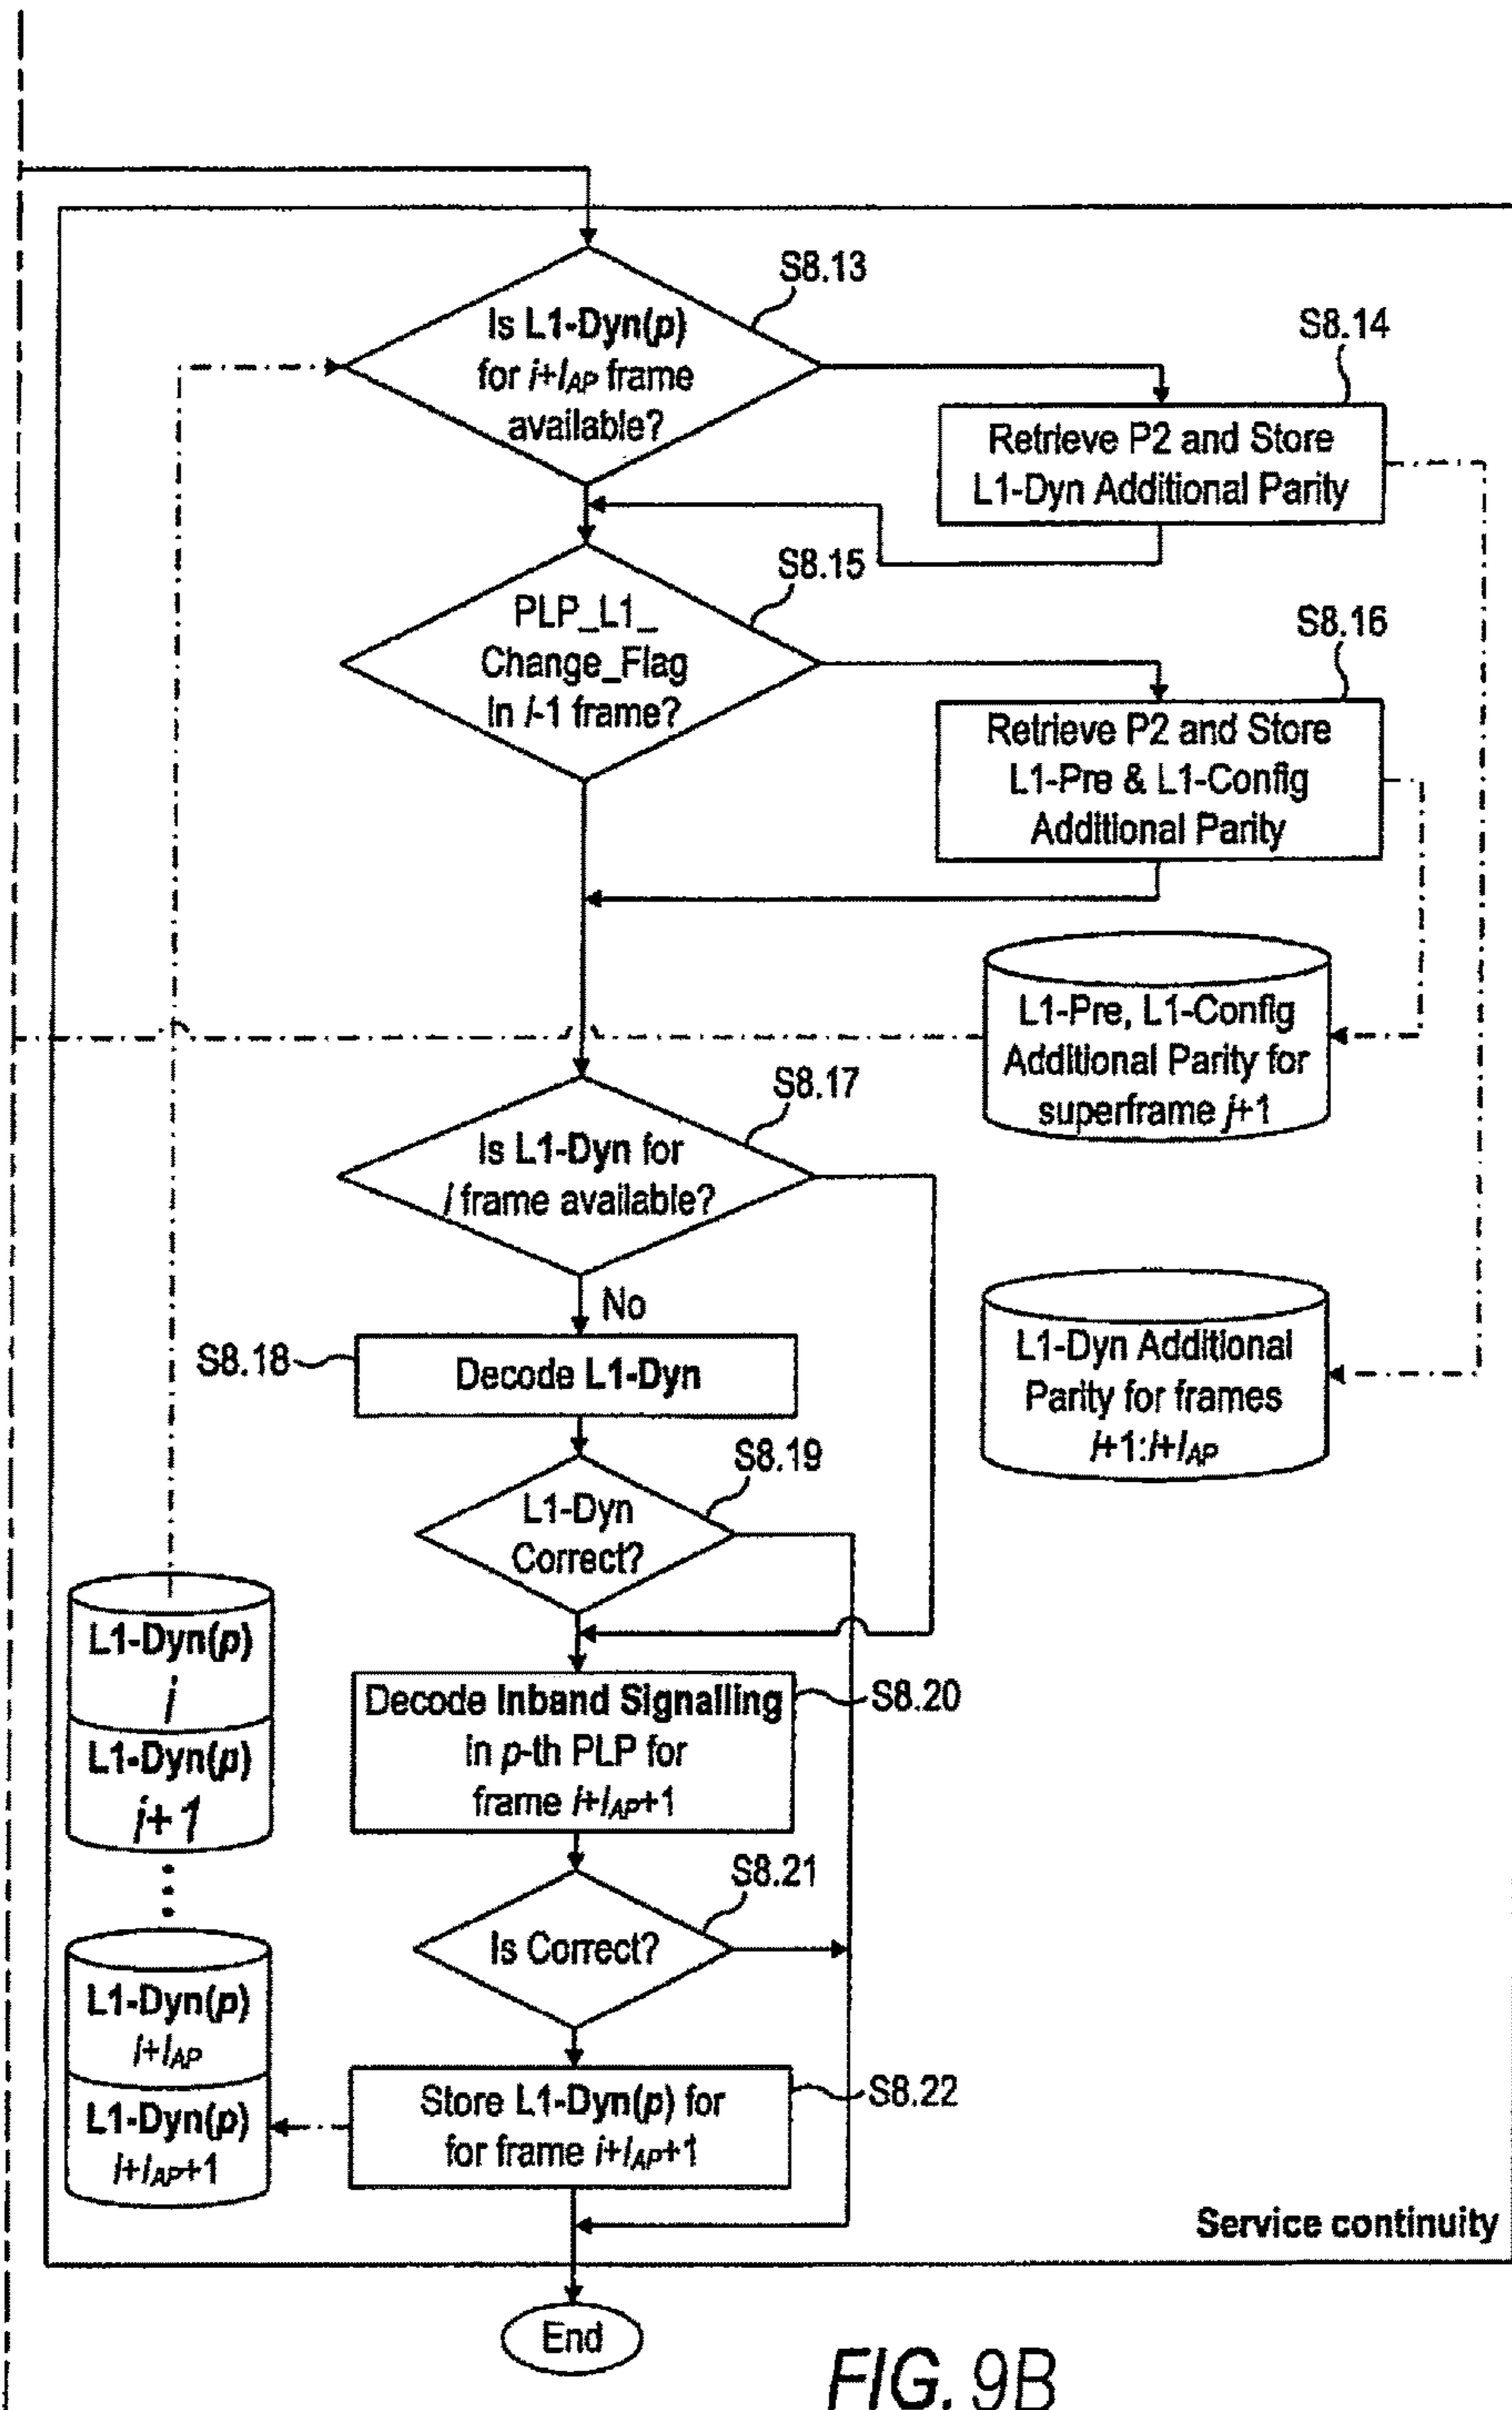 S8.13
Is L1-Dyn(p)
for i+IAP frame
available?
S8.14
Retrieve P2 and Store
L1-Dyn Additional Parity
S8.15
PLP_L1_
Change_Flag
in i-1 frame?
S8.16
Retrieve P2 and Store
L1-Pre & L1-Config
Additional Parity
L1-Pre, L1-Config
Additional Parity for
superframe j+1
S8.17
Is L1-Dyn for
i frame available?
No
S8.18
Decode L1-Dyn
L1-Dyn Additional
Parity for frames
i+1:i+IAP
S8.19
L1-Dyn
Correct?
L1-Dyn(p)
i
L1-Dyn(p)
i+1
Decode Inband Signalling
in p-th PLP for
frame i+IAP+1
S8.20
S8.21
Is Correct?
L1-Dyn(p)
i+IAP
L1-Dyn(p)
i+IAP+1
Store L1-Dyn(p) for
for frame i+IAP+1
S8.22
Service continuity
End
FIG. 9B